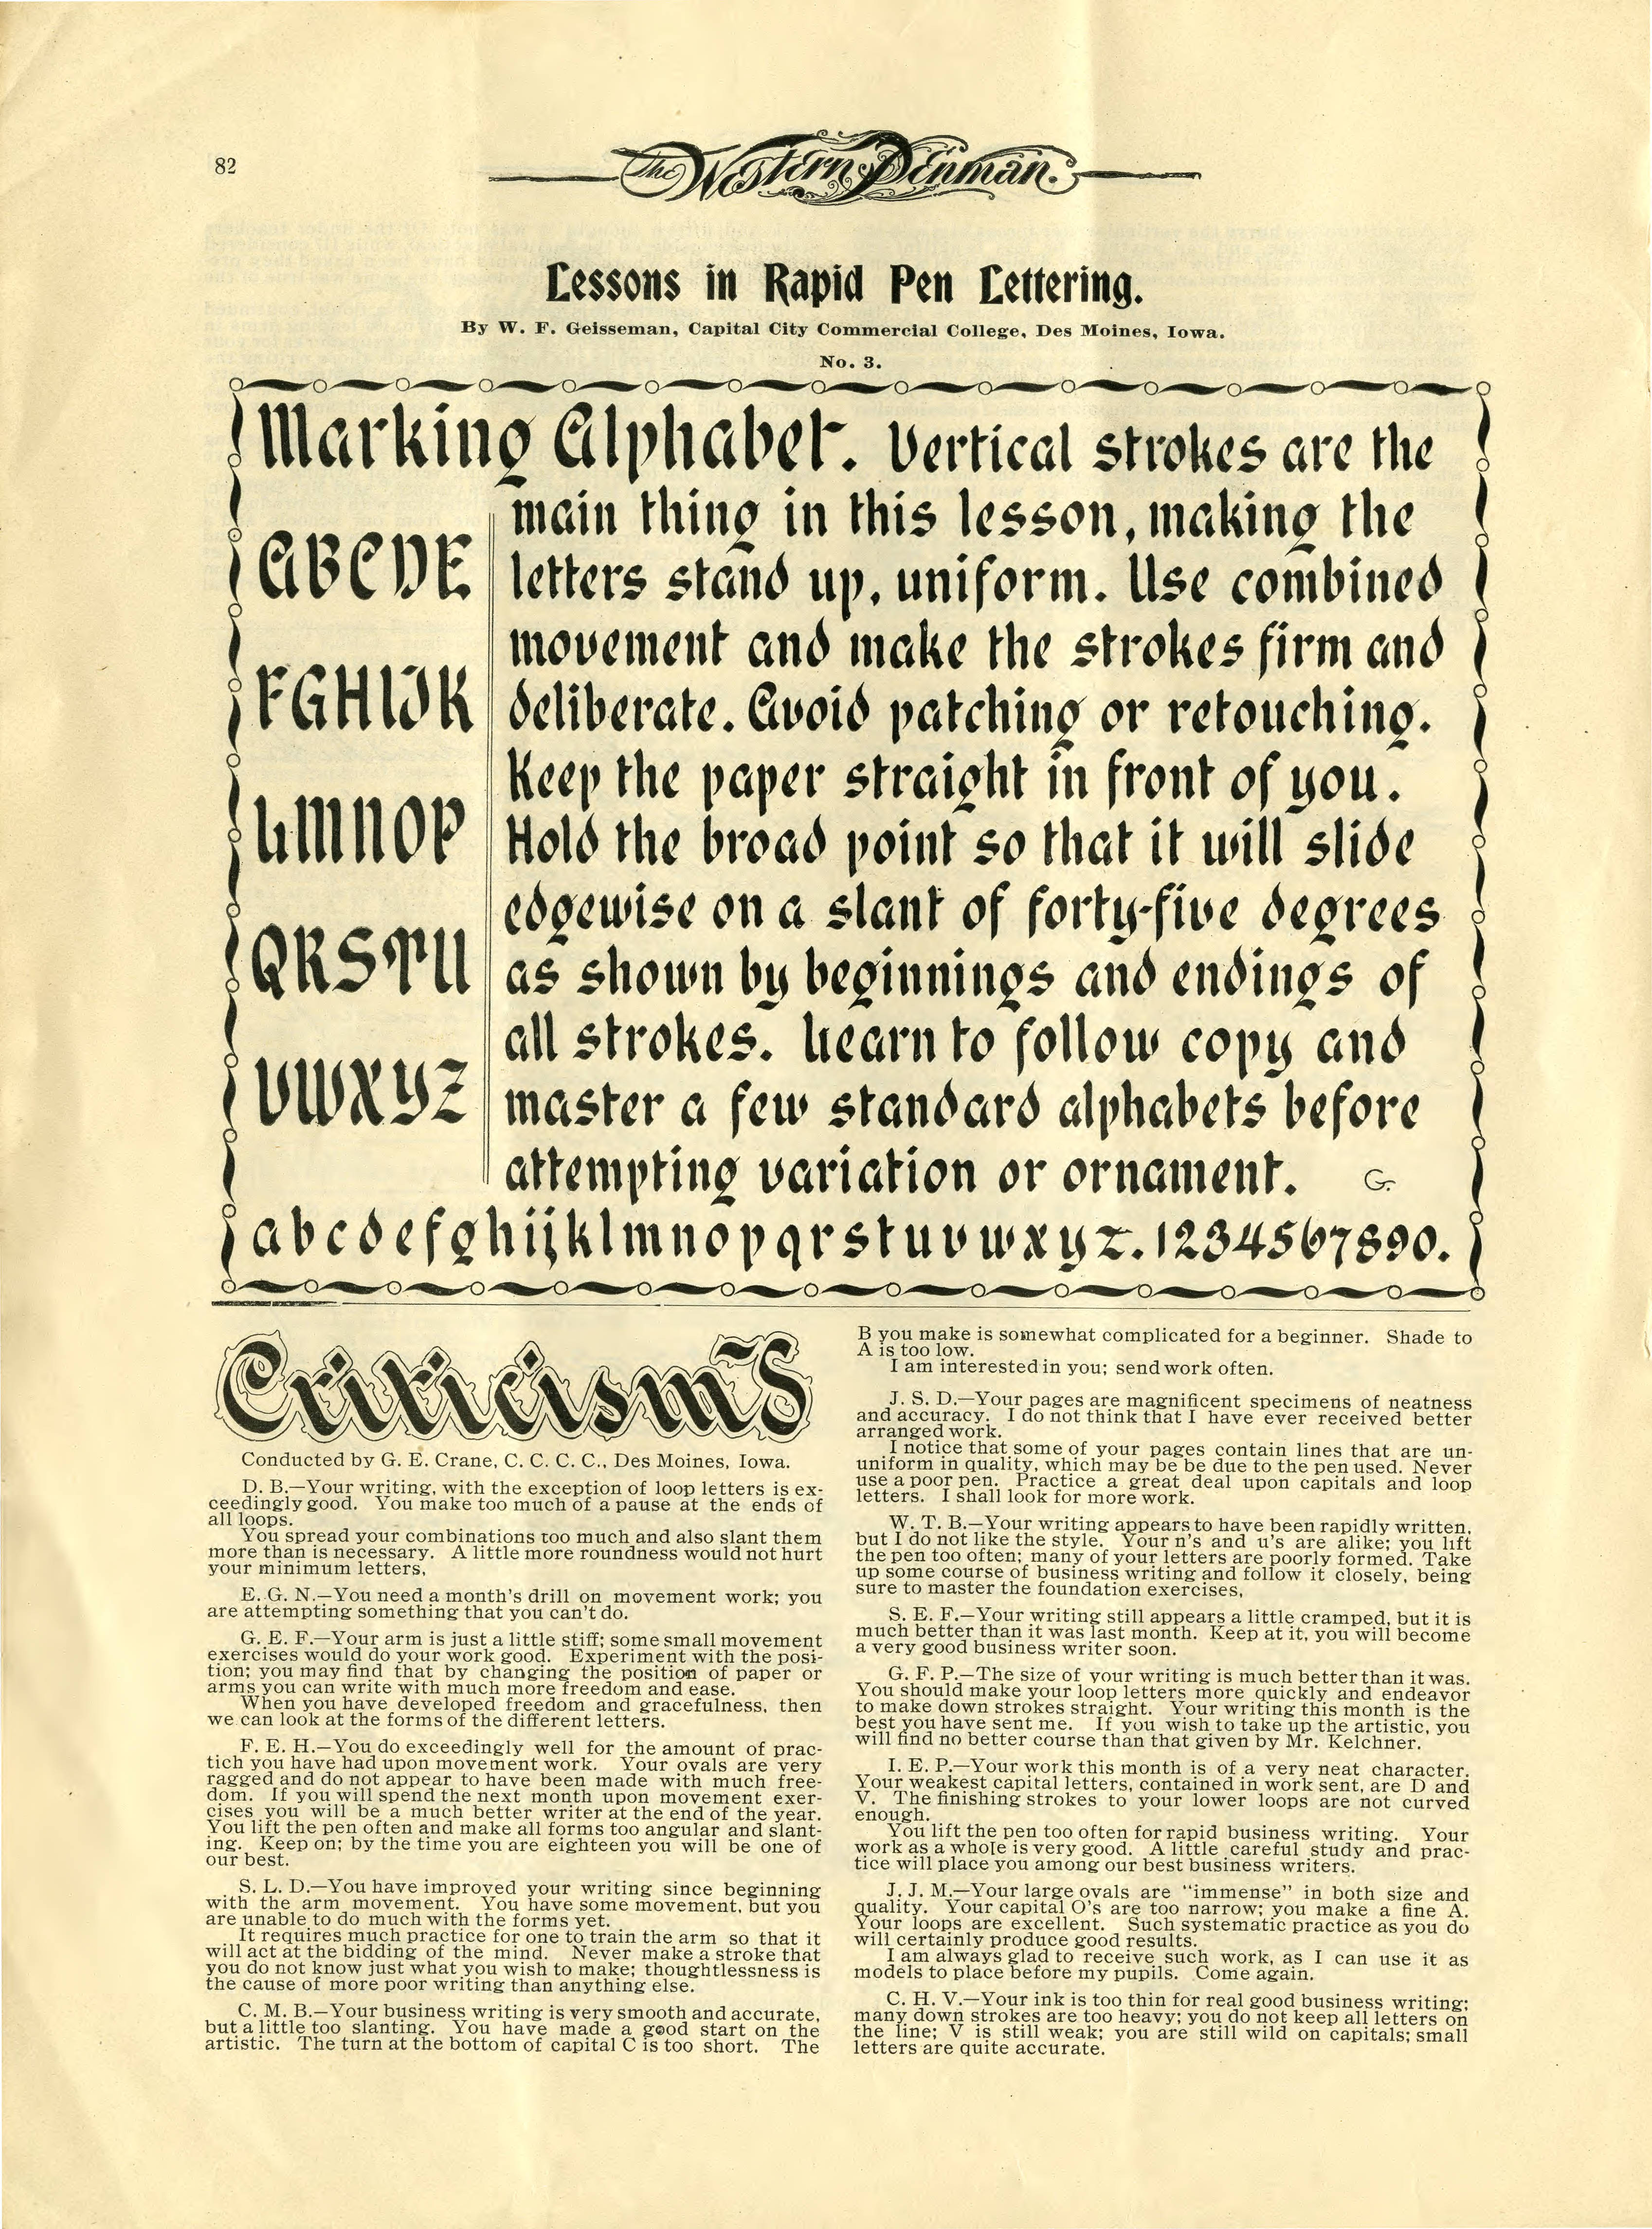 82
The Western Penman.
Lessons in Rapid Pen Lettering.
By W. F. Geisseman, Capital City Commercial College, Des Moines, Iowa.
No. 3.
Marking Alphabet. Vertical strokes are the
main thing in this lesson, making the
letters stand up, uniform. Use combined
movement and make the strokes firm and
deliberate. Avoid patching or retouching.
Keep the paper straight in front of you.
Hold the broad point so that it will slide
edgewise on a slant of forty-five degrees
as shown by beginnings and endings of
all strokes. Learn to follow copy and
master a few standard alphabets before
attempting variation or ornament. G.
ABCDE
FGHIJK
LMNOP
QRSTU
VWXYZ
abcdefghijklmnopqrstuvwxyz. 1234567890.
Criticisms
Conducted by G. E. Crane, C. C. C. C., Des Moines, Iowa.
D. B.—Your writing, with the exception of loop letters is ex-
ceedingly good. You make too much of a pause at the ends of
all loops.
You spread your combinations too much and also slant them
more than is necessary. A little more roundness would not hurt
your minimum letters,
E. G. N.—You need a month's drill on movement work; you
are attempting something that you can't do.
G. E. F.—Your arm is just a little stiff; some small movement
exercises would do your work good. Experiment with the posi-
tion; you may find that by changing the position of paper or
arms you can write with much more freedom and ease.
When you have developed freedom and gracefulness, then
we can look at the forms of the different letters.
F. E. H.—You do exceedingly well for the amount of prac-
tich you have had upon movement work. Your ovals are very
ragged and do not appear to have been made with much free-
dom. If you will spend the next month upon movement exer-
cises you will be a much better writer at the end of the year.
You lift the pen often and make all forms too angular and slant-
ing. Keep on; by the time you are eighteen you will be one of
our best.
S. L. D.—You have improved your writing since beginning
with the arm movement. You have some movement, but you
are unable to do much with the forms yet.
It requires much practice for one to train the arm so that it
will act at the bidding of the mind. Never make a stroke that
you do not know just what you wish to make; thoughtlessness is
the cause of more poor writing than anything else.
C. M. B.—Your business writing is very smooth and accurate,
but a little too slanting. You have made a good start on the
artistic. The turn at the bottom of capital C is too short. The
B you make is somewhat complicated for a beginner. Shade to
A is too low.
I am interested in you; send work often.
J. S. D.—Your pages are magnificent specimens of neatness
and accuracy. I do not think that I have ever received better
arranged work.
I notice that some of your pages contain lines that are un-
uniform in quality, which may be be due to the pen used. Never
use a poor pen. Practice a great deal upon capitals and loop
letters. I shall look for more work.
W. T. B.—Your writing appears to have been rapidly written,
but I do not like the style. Your n's and u's are alike; you lift
the pen too often; many of your letters are poorly formed. Take
up some course of business writing and follow it closely, being
sure to master the foundation exercises,
S. E. F.—Your writing still appears a little cramped, but it is
much better than it was last month. Keep at it, you will become
a very good business writer soon.
G. F. P.—The size of your writing is much better than it was.
You should make your loop letters more quickly and endeavor
to make down strokes straight. Your writing this month is the
best you have sent me. If you wish to take up the artistic, you
will find no better course than that given by Mr. Kelchner.
I. E. P.—Your work this month is of a very neat character.
Your weakest capital letters, contained in work sent, are D and
V. The finishing strokes to your lower loops are not curved
enough.
You lift the pen too often for rapid business writing. Your
work as a whole is very good. A little careful study and prac-
tice will place you among our best business writers.
J. J. M.—Your large ovals are "immense" in both size and
quality. Your capital O's are too narrow; you make a fine A.
Your loops are excellent. Such systematic practice as you do
will certainly produce good results.
I am always glad to receive such work, as I can use it as
models to place before my pupils. Come again.
C. H. V.—Your ink is too thin for real good business writing;
many down strokes are too heavy; you do not keep all letters on
the line; V is still weak; you are still wild on capitals; small
letters are quite accurate.